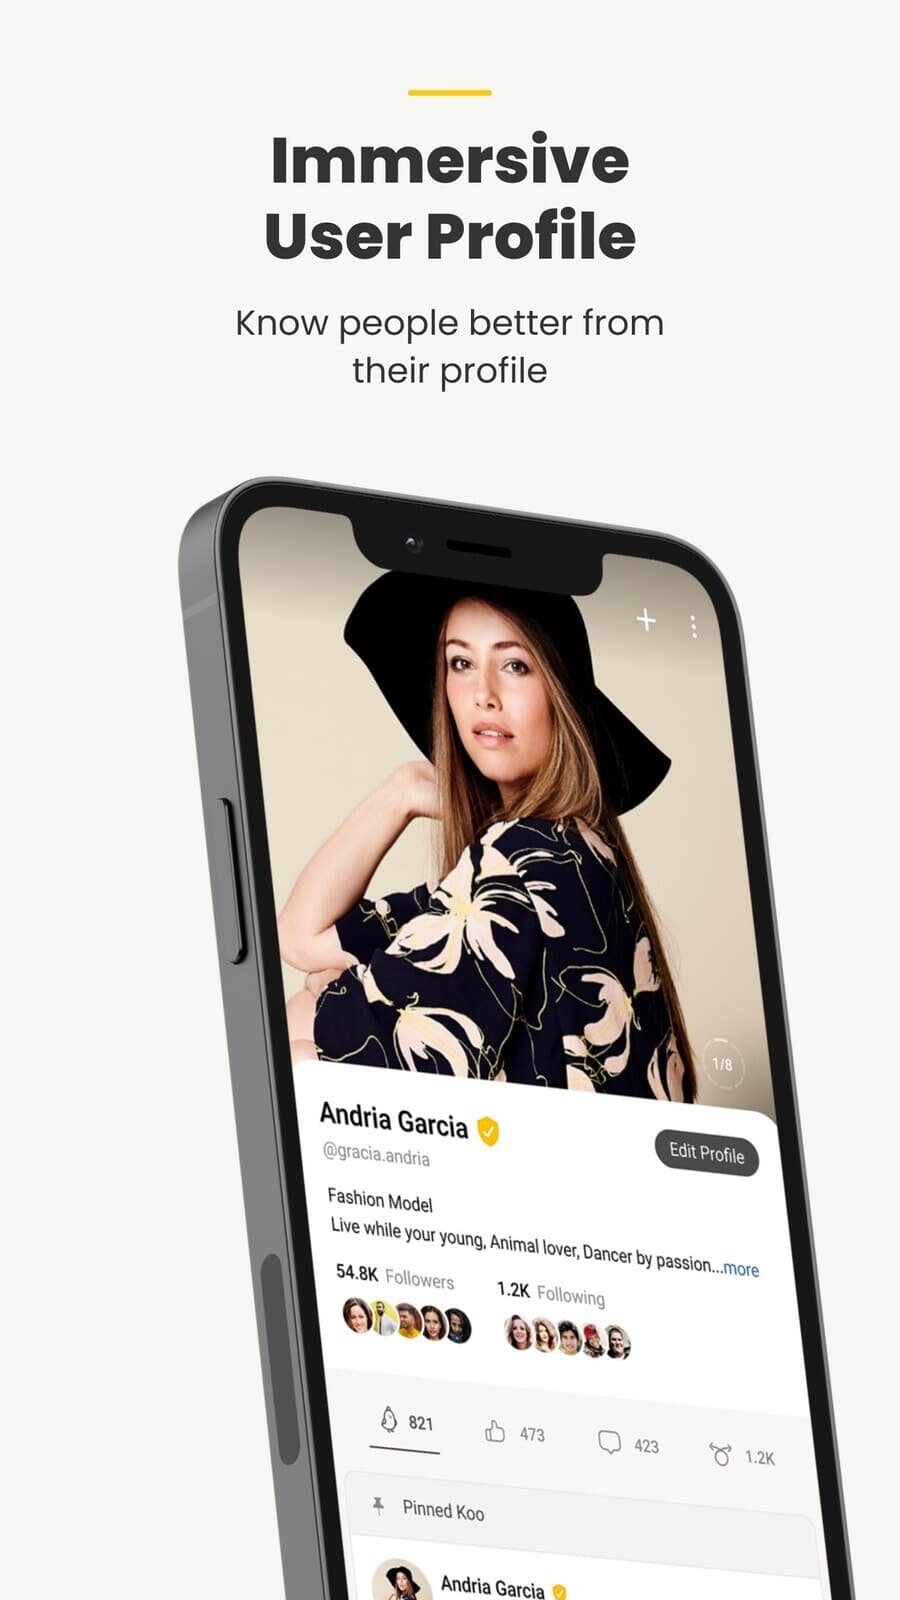 Immersive
User Profile
Know people better from
their profile
1/8
Andria Garcia
Edit Profile
@gracia.andria
Fashion Model
Live while your young, Animal lover, Dancer by passion...more
54.8K Followers
1.2K Following
821
473
423
1.2K
Pinned Koo
Andria Garcia